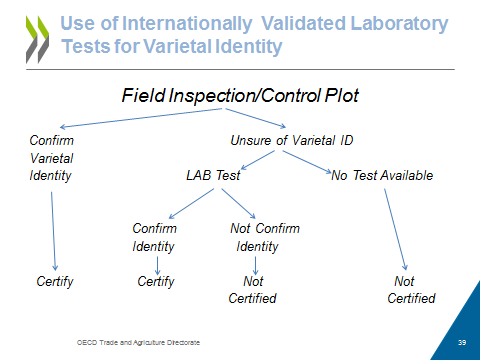 Use of Internationally Validated Laboratory
Tests for Varietal Identity
Field Inspection/Control Plot
Confirm
Varietal
Identity
Unsure of Varietal ID
LAB Test
No Test Available
Confirm
Identity
Not Confirm
Identity
Certify
Certify
Not
Certified
Not
Certified
OECD Trade and Agriculture Directorate
39